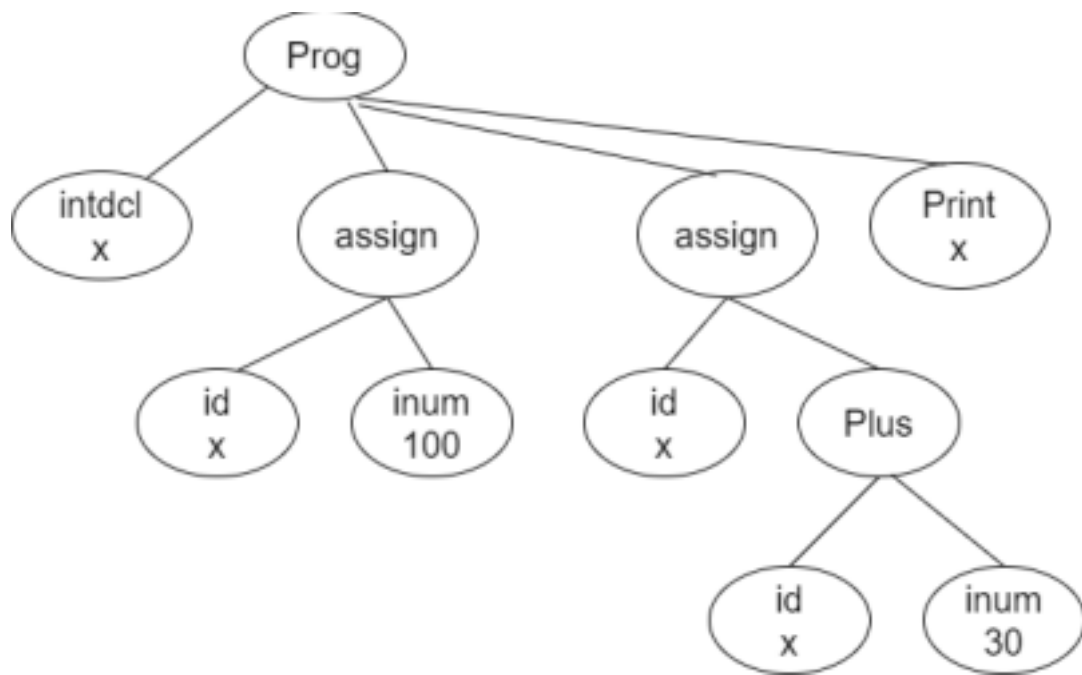 Prog
intdcl
x
assign
assign
Print
x
id
x
inum
100
id
x
Plus
id
x
inum
30